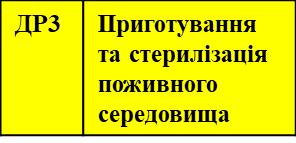 ДР3 Приготування
та стерилізація
поживного
середовища